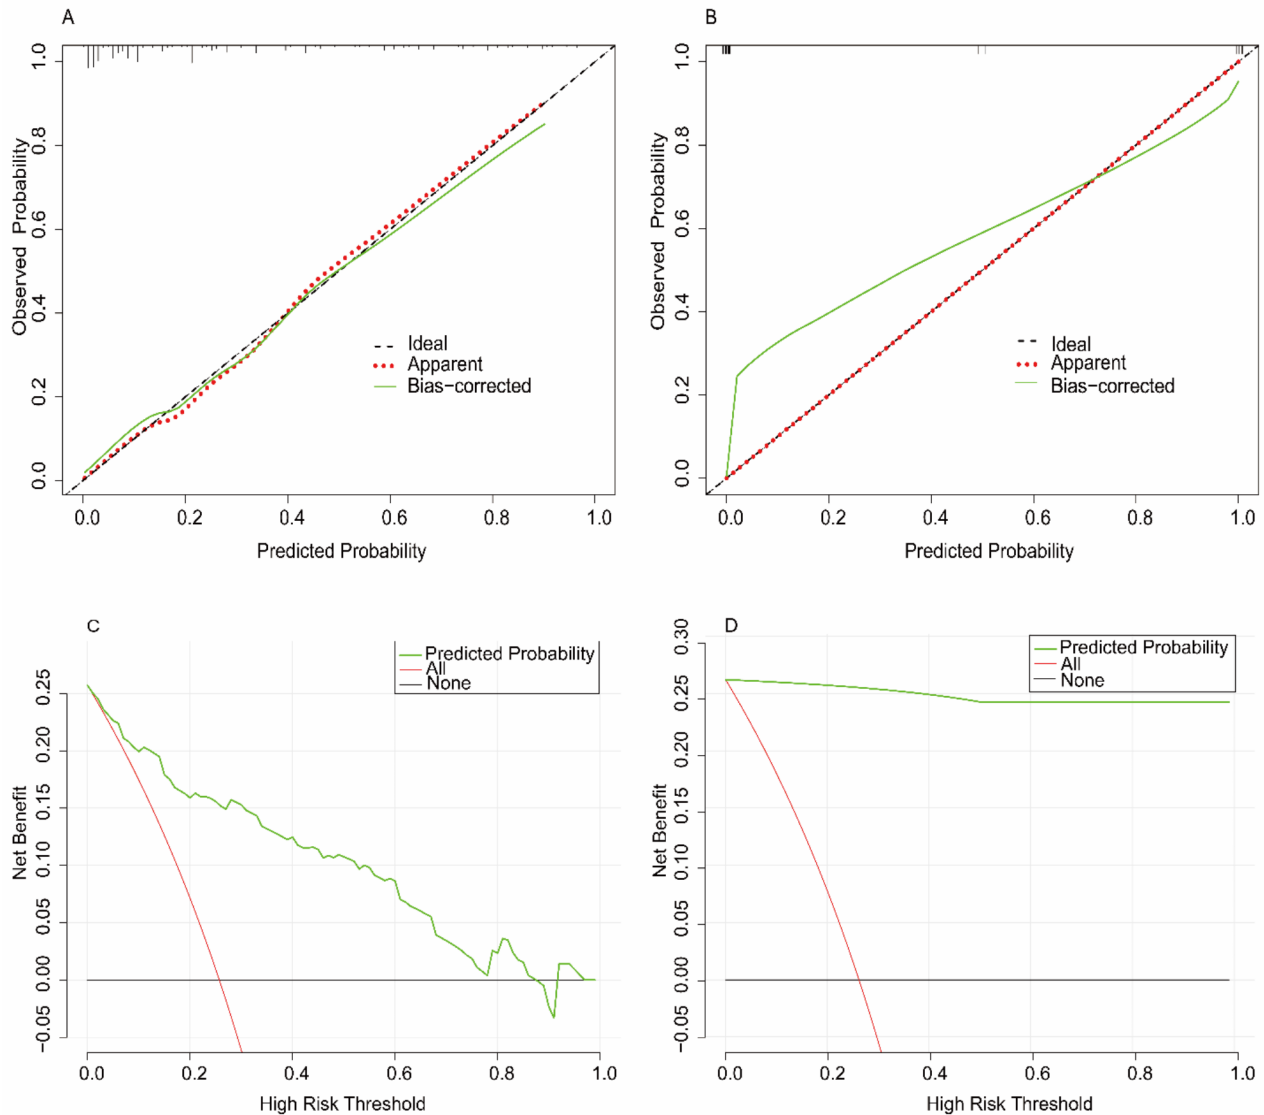 A
Observed Probability
1.0
0.8
0.6
0.4
0.2
0.0
Ideal
Apparent
Bias-corrected
0.0 0.2 0.4 0.6 0.8 1.0
Predicted Probability
B
Observed Probability
1.0
0.8
0.6
0.4
0.2
0.0
Ideal
Apparent
Bias-corrected
0.0 0.2 0.4 0.6 0.8 1.0
Predicted Probability
C
Net Benefit
0.25
0.20
0.15
0.10
0.05
0.00
-0.05
Predicted Probability
All
None
0.0 0.2 0.4 0.6 0.8 1.0
High Risk Threshold
D
Net Benefit
0.30
0.25
0.20
0.15
0.10
0.05
0.00
-0.05
Predicted Probability
All
None
0.0 0.2 0.4 0.6 0.8 1.0
High Risk Threshold